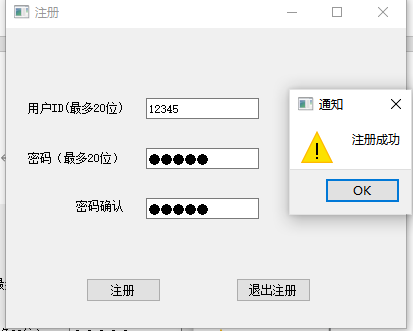 注册
用户ID(最多20位)
12345
密码（最多20位）
●●●●●
密码确认
●●●●●
注册
退出注册
通知
注册成功
OK